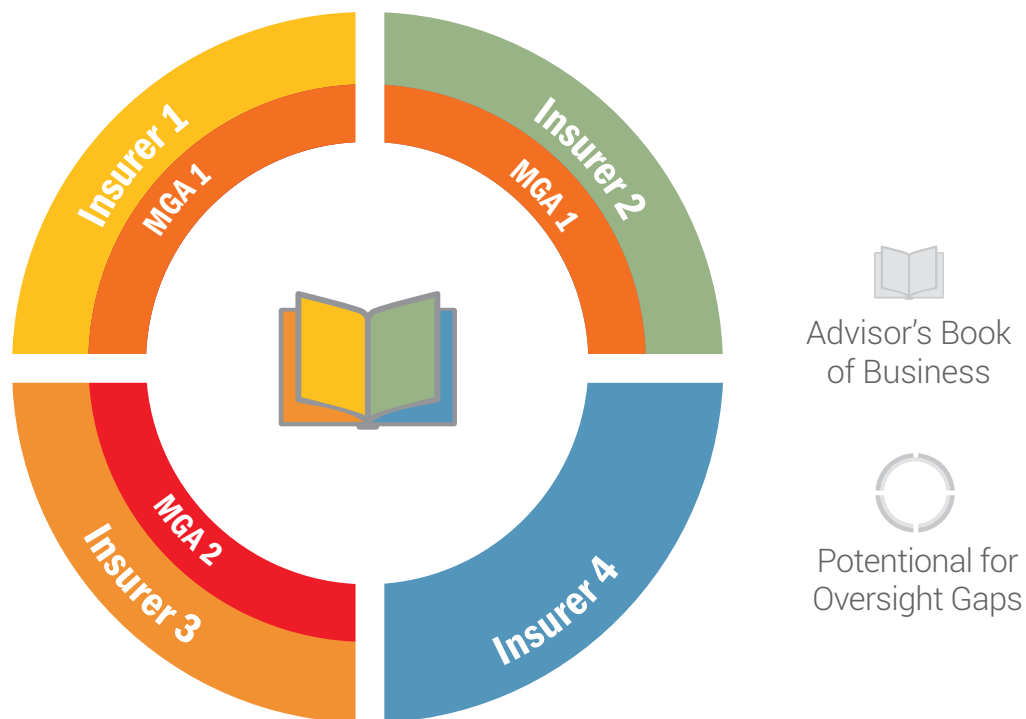 Insurer 1
MGA 1
Insurer 2
MGA 1
Insurer 3
MGA 2
Insurer 4
Advisor's Book
of Business
Potentional for
Oversight Gaps